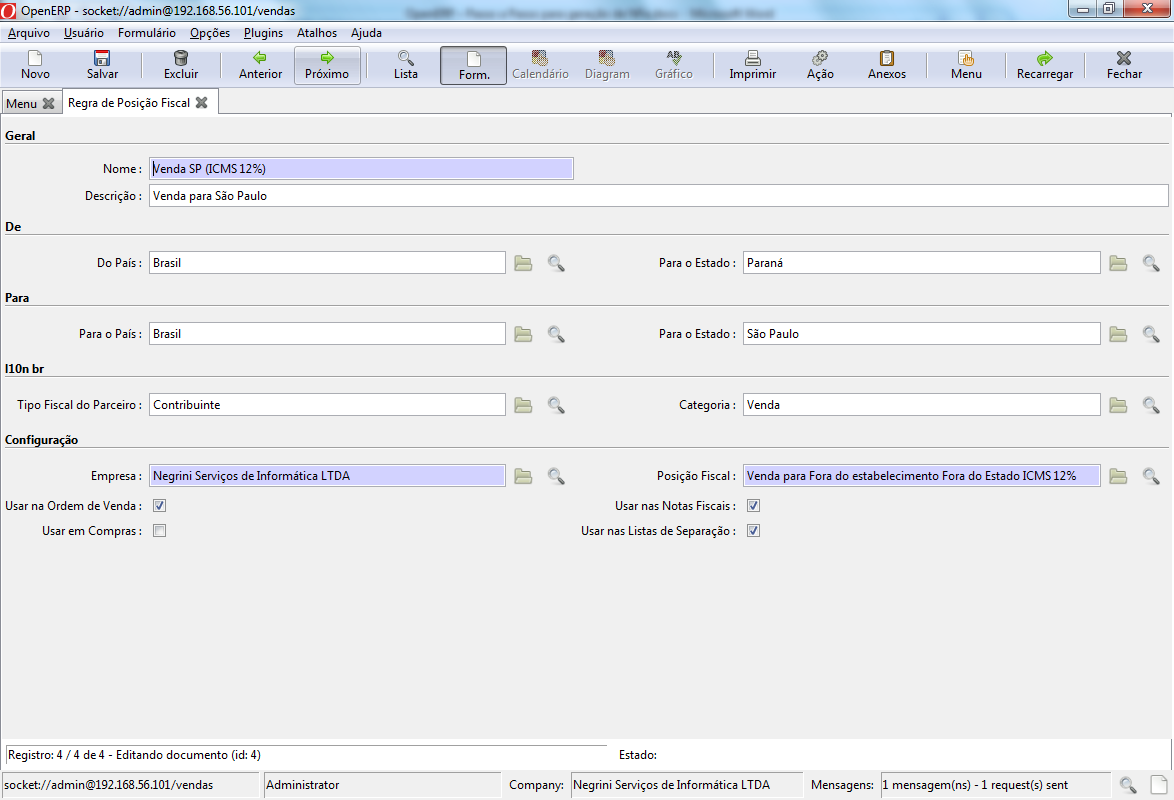 OpenERP - socket://admin@192.168.56.101/vendas
Arquivo Usuário Formulário Opções Plugins Atalhos Ajuda
Novo Salvar Excluir Anterior Próximo Lista Form. Calendário Diagram Gráfico Imprimir Ação Anexos Menu Recarregar Fechar
Menu Regra de Posição Fiscal
Geral
Nome : Venda SP (ICMS 12%)
Descrição : Venda para São Paulo
De
Do País : Brasil Para o Estado : Paraná
Para
Para o País : Brasil Para o Estado : São Paulo
l10n br
Tipo Fiscal do Parceiro : Contribuinte Categoria : Venda
Configuração
Empresa : Negrini Serviços de Informática LTDA Posição Fiscal : Venda para Fora do estabelecimento Fora do Estado ICMS 12%
Usar na Ordem de Venda : Usar nas Notas Fiscais :
Usar em Compras : Usar nas Listas de Separação :
Registro: 4 / 4 de 4 - Editando documento (id: 4) Estado:
socket://admin@192.168.56.101/vendas Administrator Company: Negrini Serviços de Informática LTDA Mensagens: 1 mensagem(ns) - 1 request(s) sent